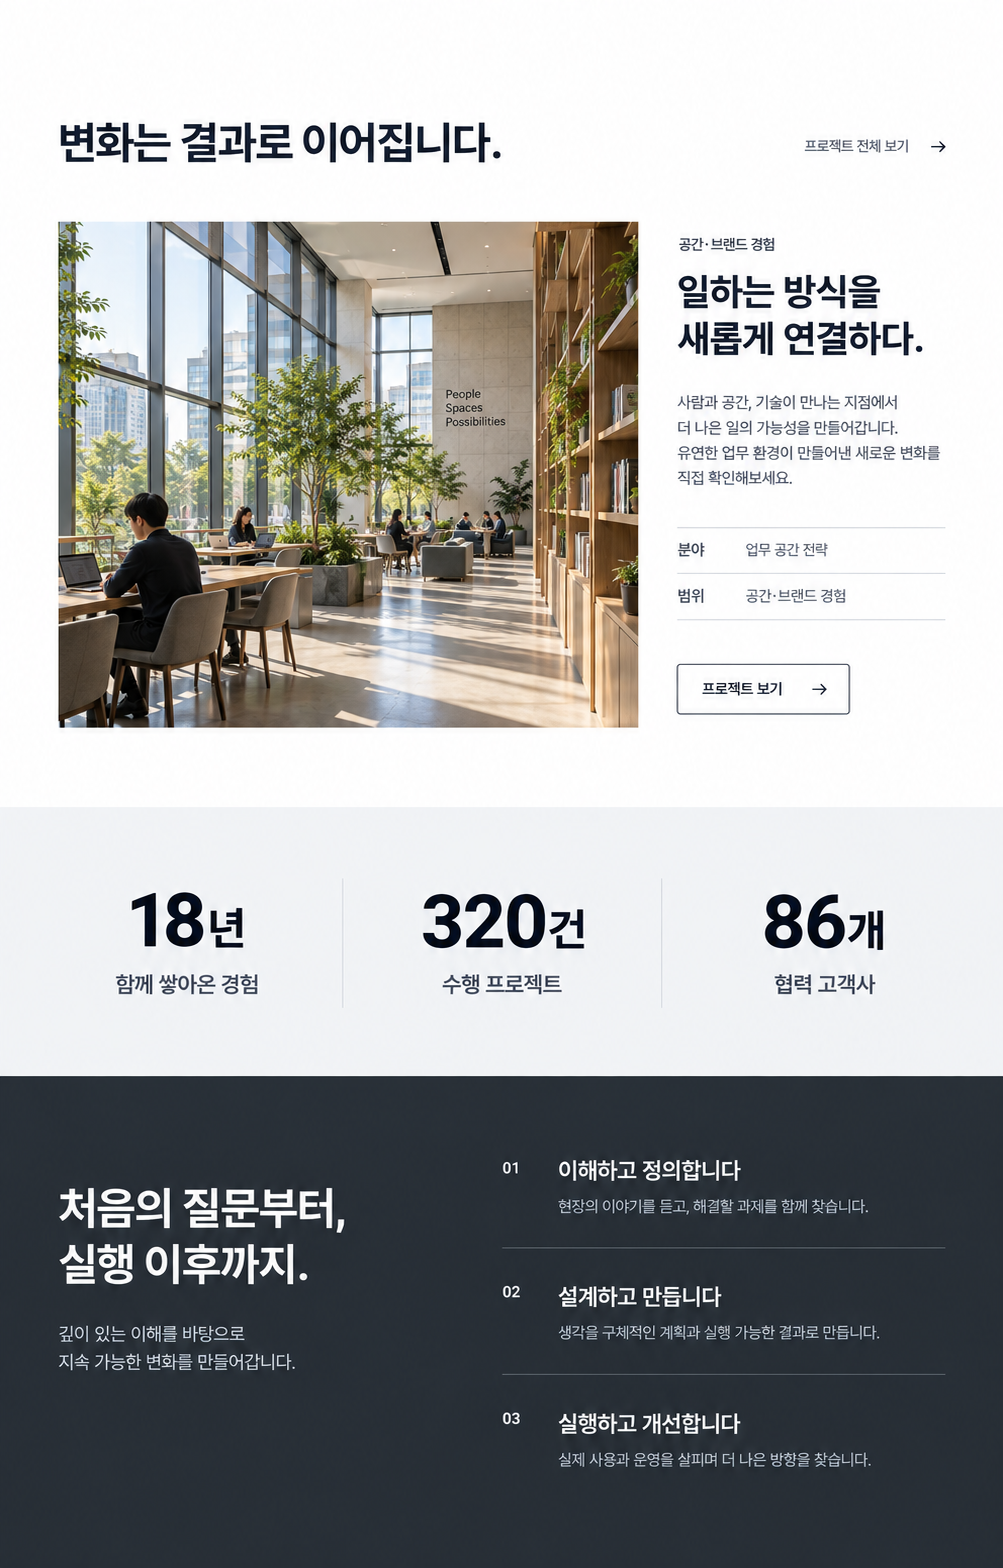 변화는 결과로 이어집니다.
프로젝트 전체 보기
People
Spaces
Possibilities
공간·브랜드 경험
일하는 방식을
새롭게 연결하다.
사람과 공간, 기술이 만나는 지점에서
더 나은 일의 가능성을 만들어갑니다.
유연한 업무 환경이 만들어낸 새로운 변화를
직접 확인해보세요.
분야 업무 공간 전략
범위 공간·브랜드 경험
프로젝트 보기
18년
함께 쌓아온 경험
320건
수행 프로젝트
86개
협력 고객사
처음의 질문부터,
실행 이후까지.
깊이 있는 이해를 바탕으로
지속 가능한 변화를 만들어갑니다.
01 이해하고 정의합니다
현장의 이야기를 듣고, 해결할 과제를 함께 찾습니다.
02 설계하고 만듭니다
생각을 구체적인 계획과 실행 가능한 결과로 만듭니다.
03 실행하고 개선합니다
실제 사용과 운영을 살피며 더 나은 방향을 찾습니다.